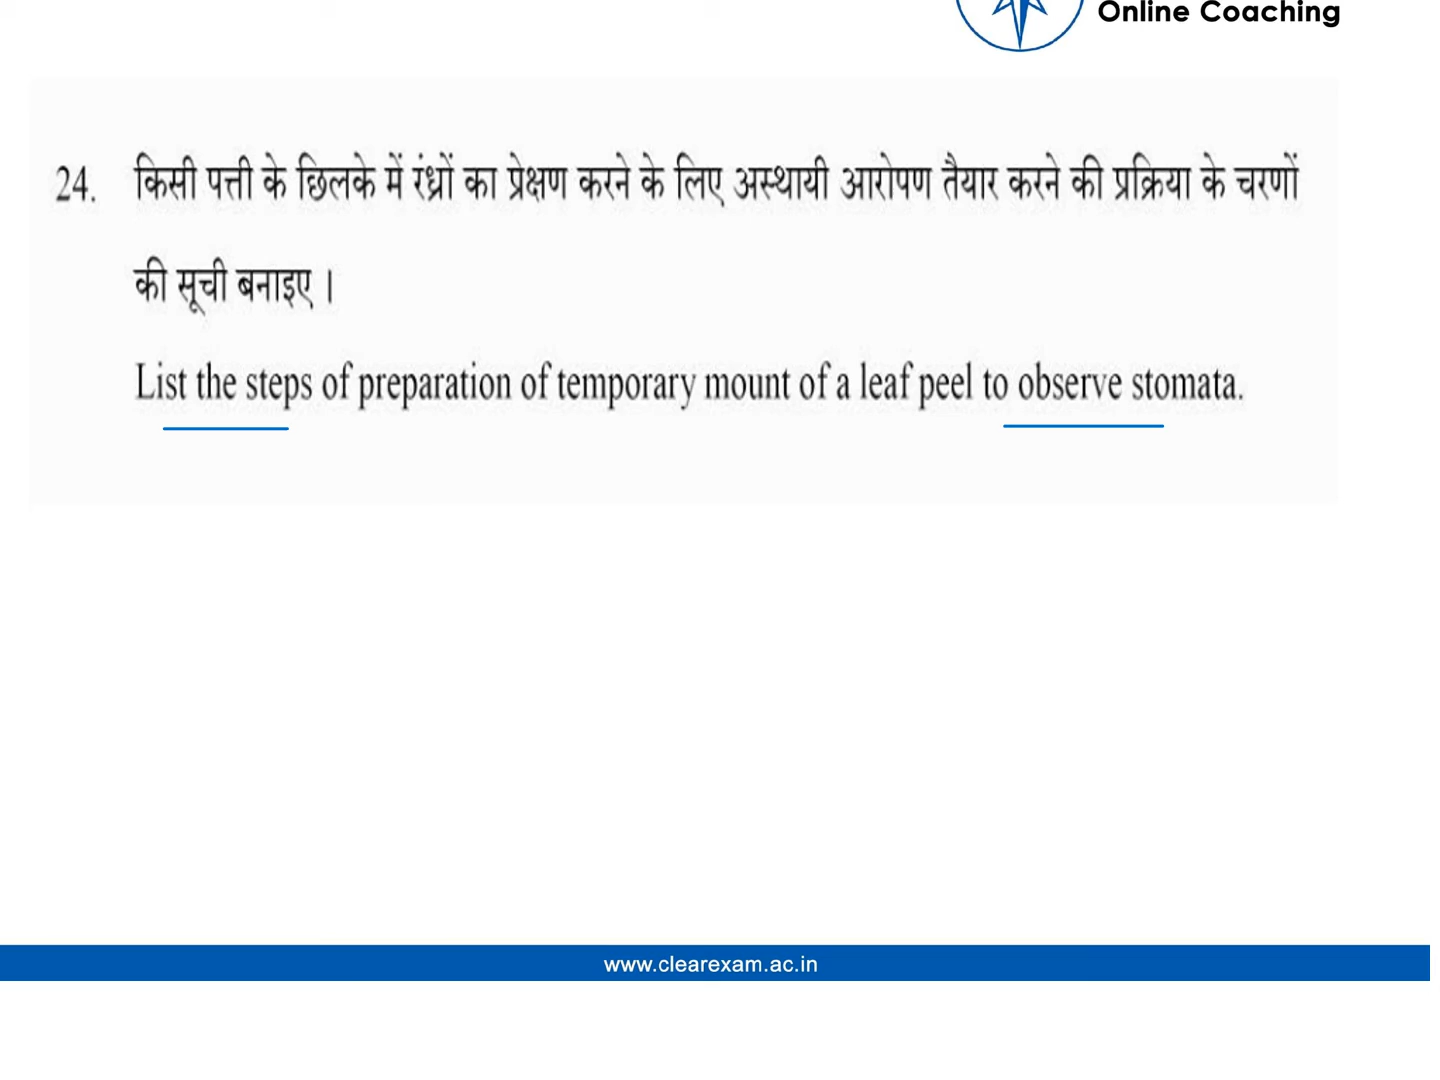 Online Coaching
24. किसी पत्ती के छिलके में रंध्रों का प्रेक्षण करने के लिए अस्थायी आरोपण तैयार करने की प्रक्रिया के चरणों
की सूची बनाइए ।
List the steps of preparation of temporary mount of a leaf peel to observe stomata.
www.clearexam.ac.in